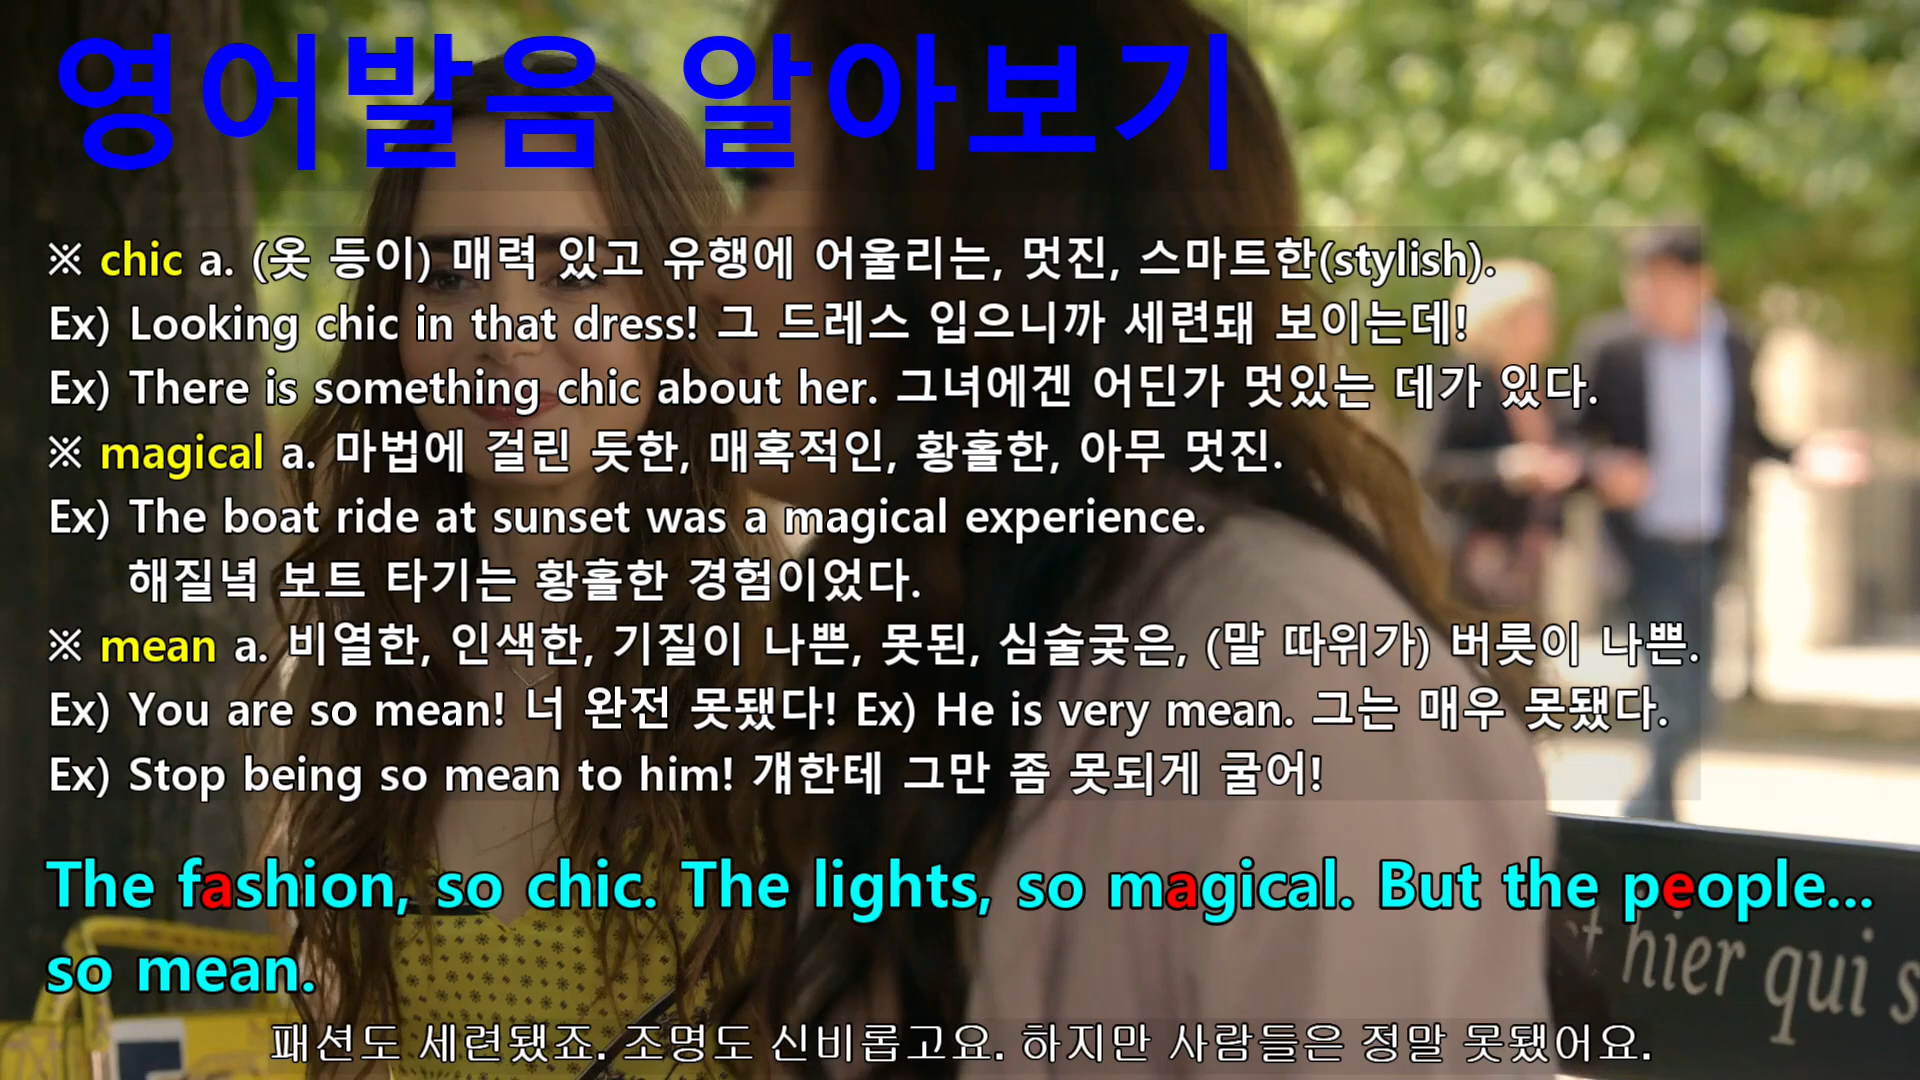 영어발음 알아보기
※ chic a. (옷 등이) 매력 있고 유행에 어울리는, 멋진, 스마트한(stylish).
Ex) Looking chic in that dress! 그 드레스 입으니까 세련돼 보이는데!
Ex) There is something chic about her. 그녀에겐 어딘가 멋있는 데가 있다.
※ magical a. 마법에 걸린 듯한, 매혹적인, 황홀한, 아무 멋진.
Ex) The boat ride at sunset was a magical experience.
해질녘 보트 타기는 황홀한 경험이었다.
※ mean a. 비열한, 인색한, 기질이 나쁜, 못된, 심술궂은, (말 따위가) 버릇이 나쁜.
Ex) You are so mean! 너 완전 못됐다! Ex) He is very mean. 그는 매우 못됐다.
Ex) Stop being so mean to him! 걔한테 그만 좀 못되게 굴어!
The fashion, so chic. The lights, so magical. But the people...
so mean.
hier qui s
패션도 세련됐죠. 조명도 신비롭고요. 하지만 사람들은 정말 못됐어요.